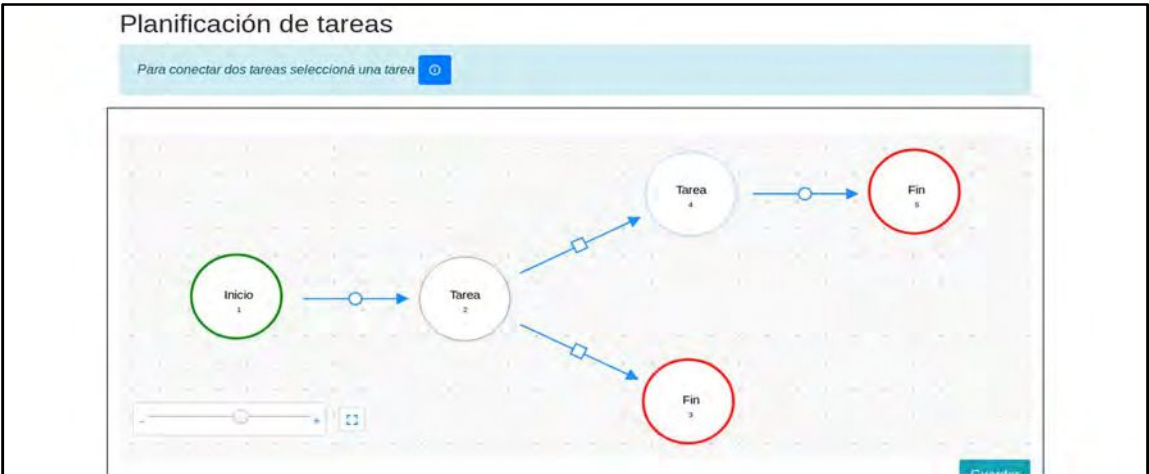 Planificación de tareas
Para conectar dos tareas seleccioná una tarea
Tarea
4
Fin
5
Inicio
1
Tarea
2
Fin
3
- +
Guardar